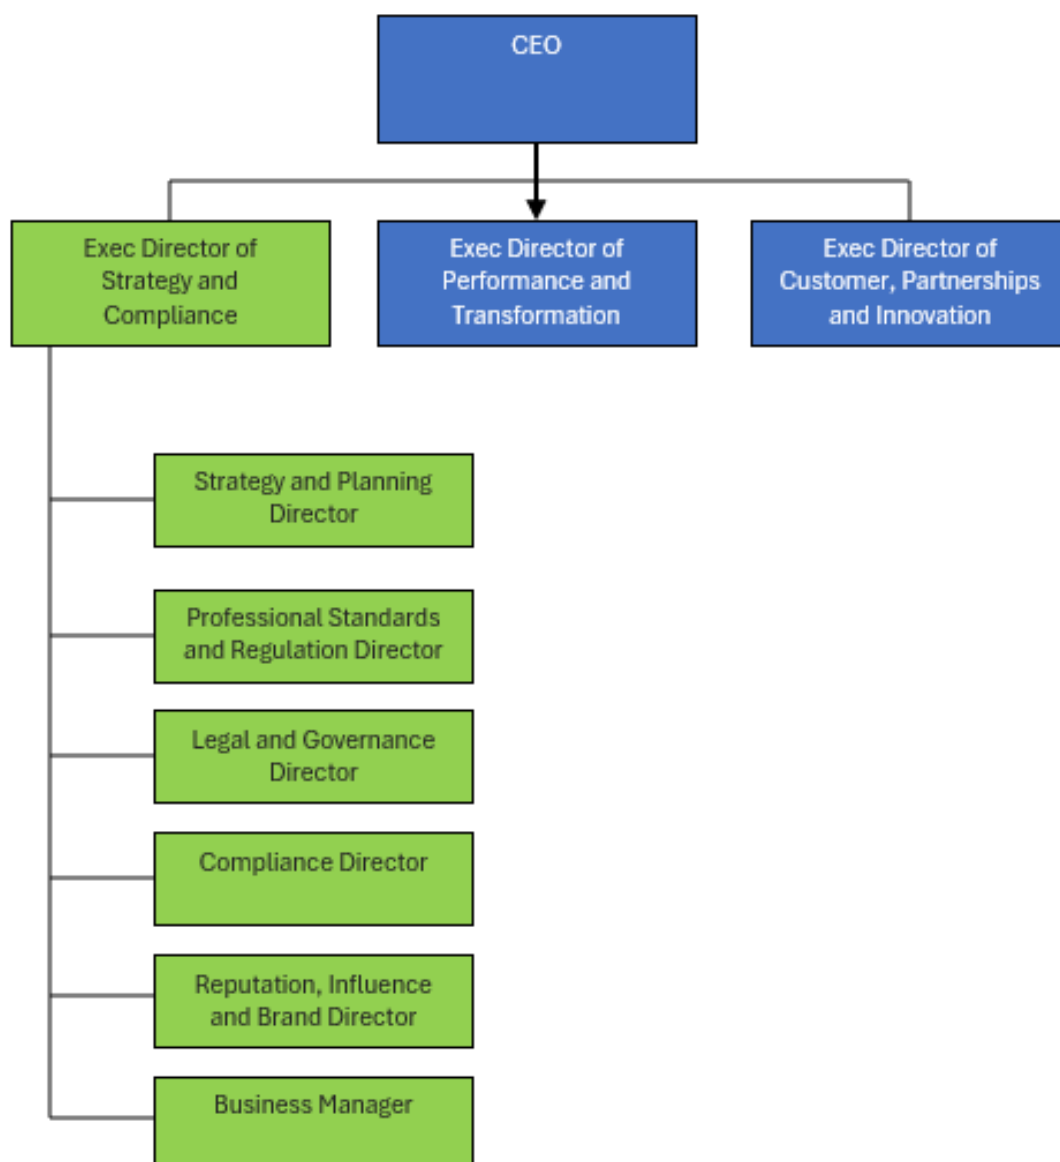 CEO
Exec Director of
Strategy and
Compliance
Exec Director of
Performance and
Transformation
Exec Director of
Customer, Partnerships
and Innovation
Strategy and Planning
Director
Professional Standards
and Regulation Director
Legal and Governance
Director
Compliance Director
Reputation, Influence
and Brand Director
Business Manager